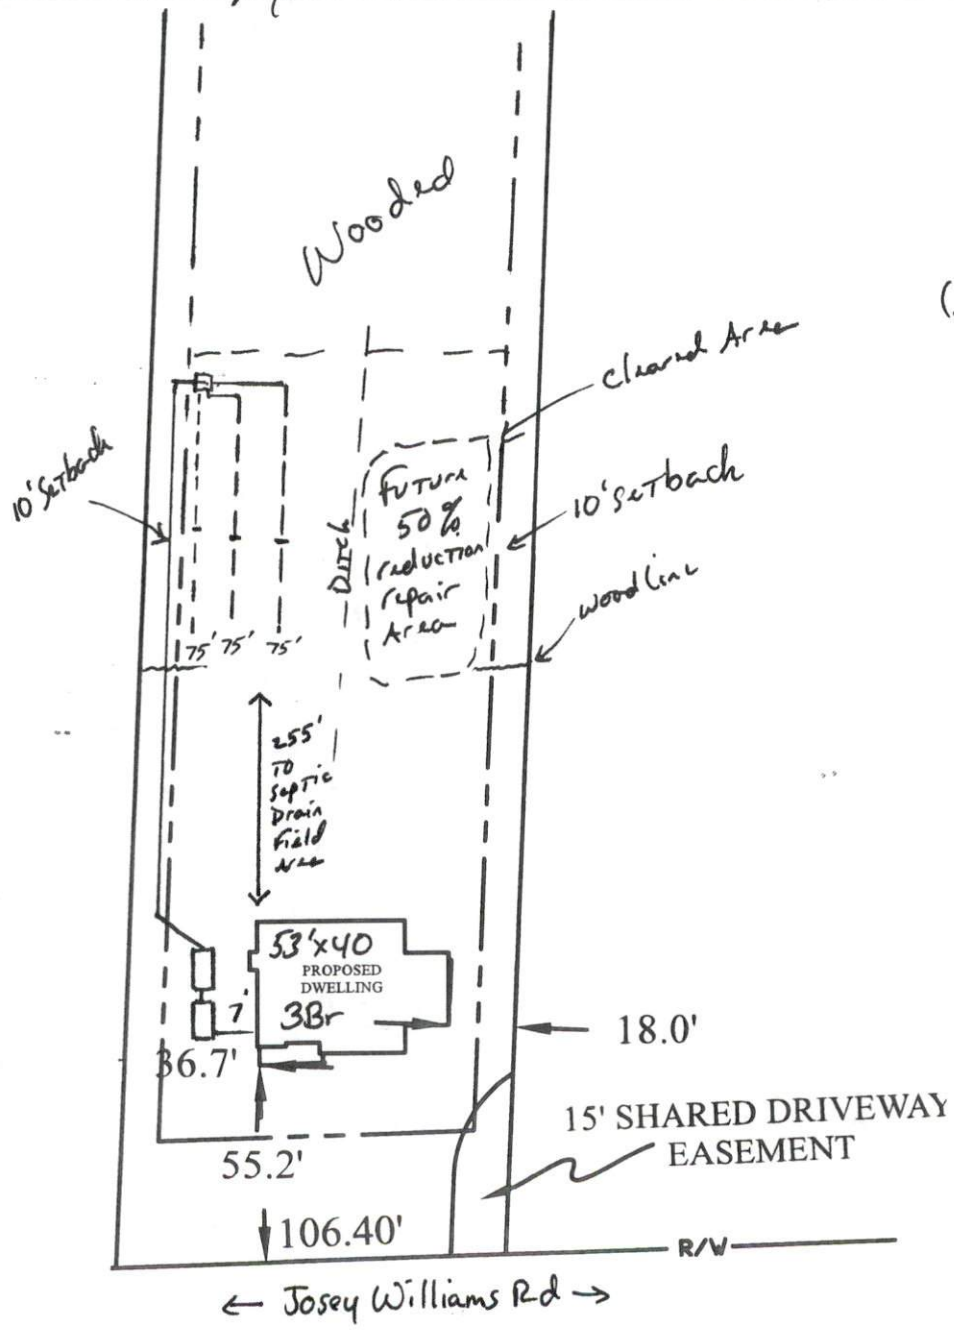 Wooded
Cleared Area
10' Setback
10' Setback
Future
50%
reduction
repair
Area
Ditch
woodline
75' 75' 75'
255'
To
Septic
Drain
Field
Area
53'x40
PROPOSED
DWELLING
7'
3Br
36.7'
18.0'
15' SHARED DRIVEWAY
EASEMENT
55.2'
106.40'
R/W
← Josey Williams Rd →